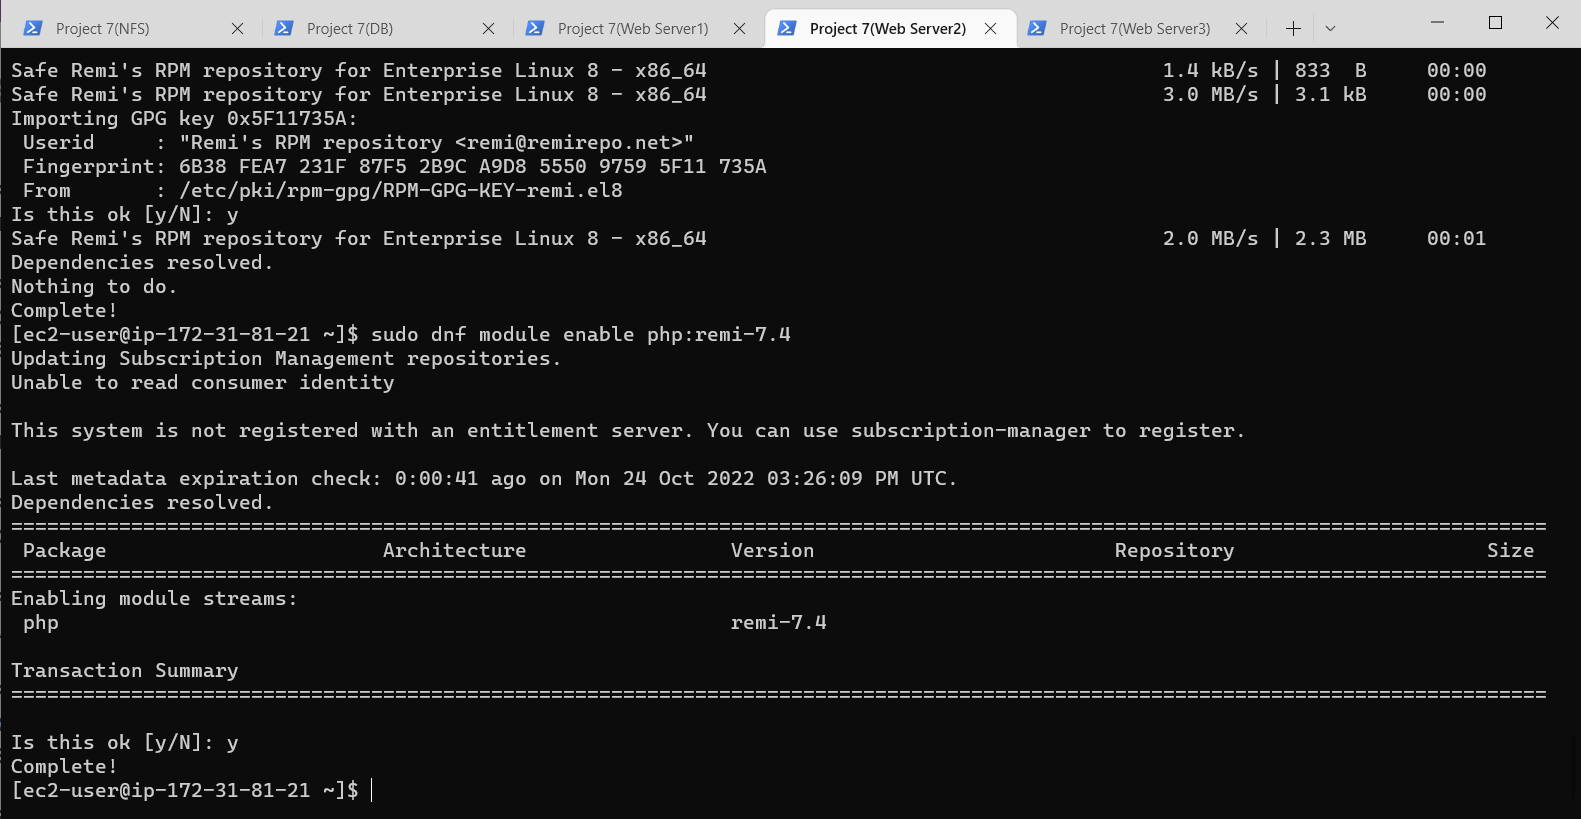 Project 7(NFS) Project 7(DB) Project 7(Web Server1) Project 7(Web Server2) Project 7(Web Server3)
Safe Remi's RPM repository for Enterprise Linux 8 - x86_64 1.4 kB/s | 833 B 00:00
Safe Remi's RPM repository for Enterprise Linux 8 - x86_64 3.0 MB/s | 3.1 kB 00:00
Importing GPG key 0x5F11735A:
Userid : "Remi's RPM repository <remi@remirepo.net>"
Fingerprint: 6B38 FEA7 231F 87F5 2B9C A9D8 5550 9759 5F11 735A
From : /etc/pki/rpm-gpg/RPM-GPG-KEY-remi.el8
Is this ok [y/N]: y
Safe Remi's RPM repository for Enterprise Linux 8 - x86_64 2.0 MB/s | 2.3 MB 00:01
Dependencies resolved.
Nothing to do.
Complete!
[ec2-user@ip-172-31-81-21 ~]$ sudo dnf module enable php:remi-7.4
Updating Subscription Management repositories.
Unable to read consumer identity
This system is not registered with an entitlement server. You can use subscription-manager to register.
Last metadata expiration check: 0:00:41 ago on Mon 24 Oct 2022 03:26:09 PM UTC.
Dependencies resolved.
================================================================================================================================
Package Architecture Version Repository Size
================================================================================================================================
Enabling module streams:
php remi-7.4
Transaction Summary
================================================================================================================================
Is this ok [y/N]: y
Complete!
[ec2-user@ip-172-31-81-21 ~]$